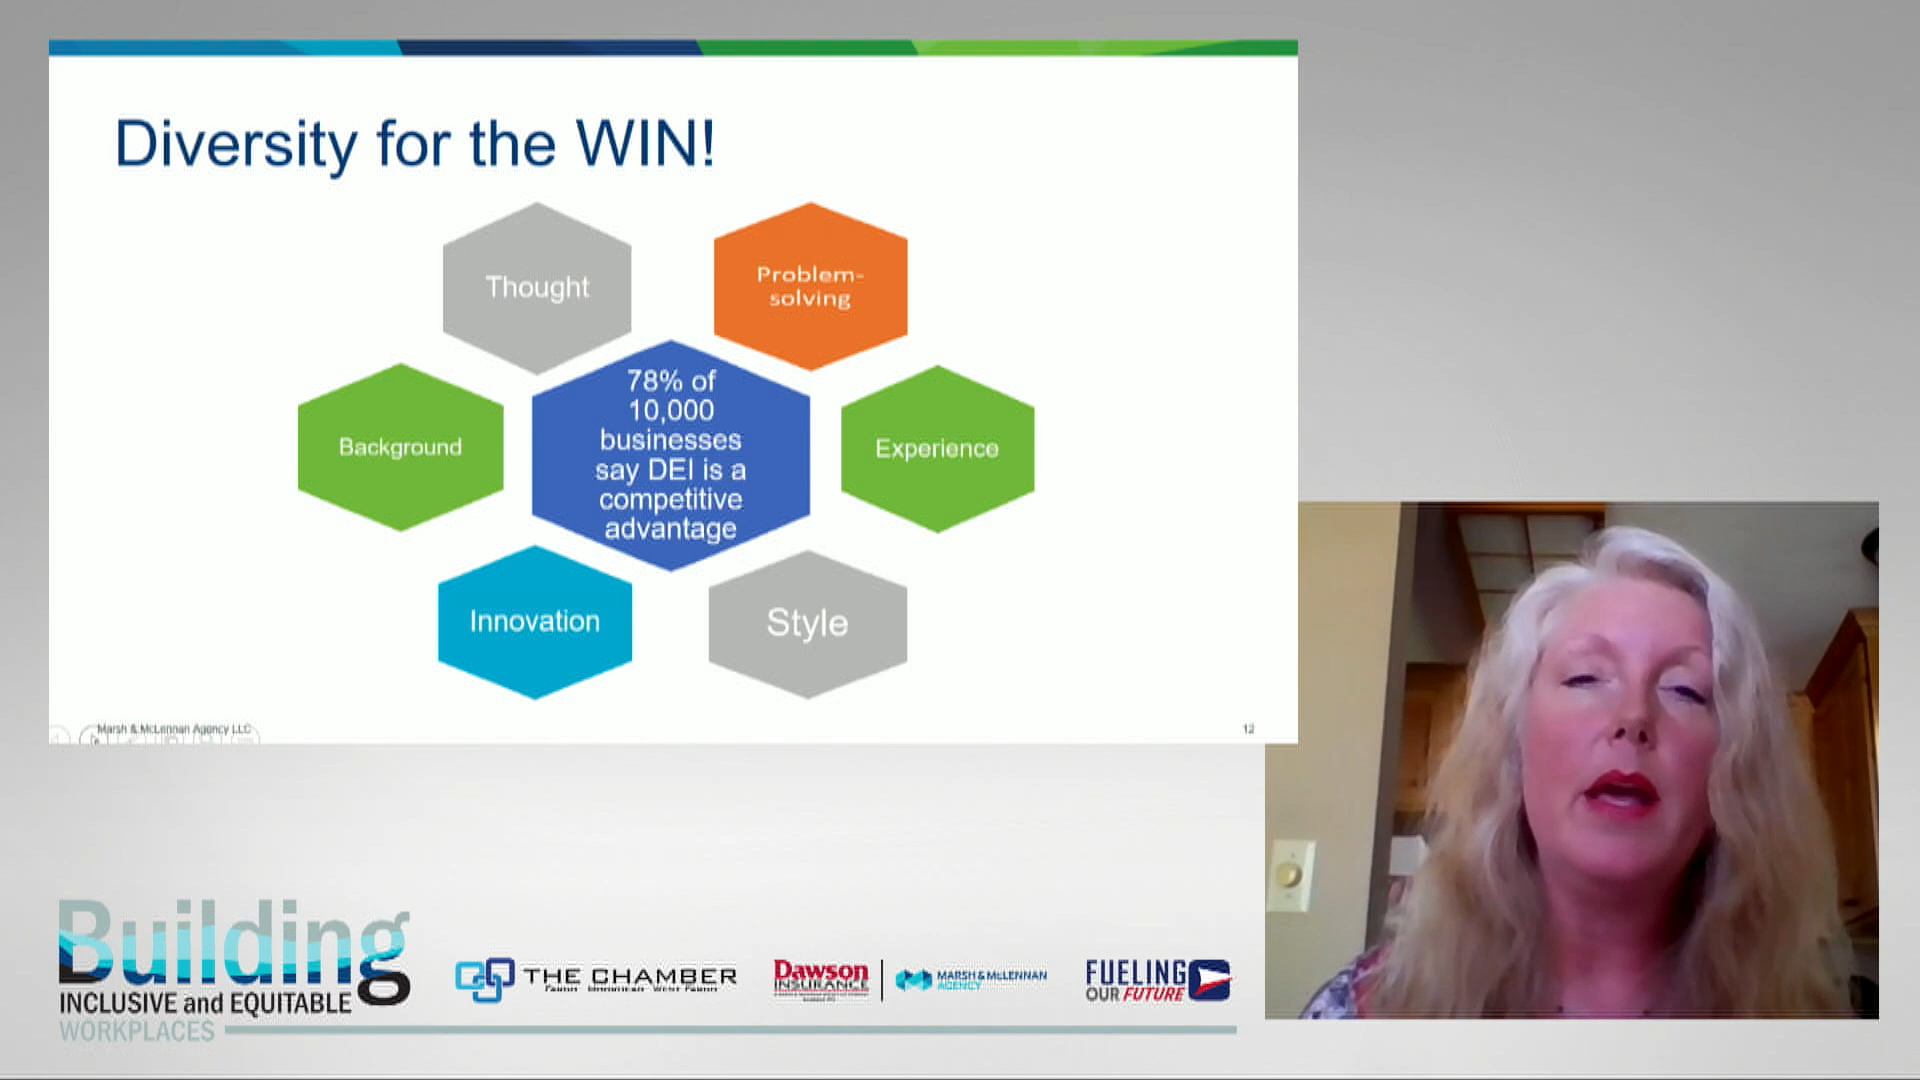 Diversity for the WIN!
Thought
Problem-
solving
Background
78% of
10,000
businesses
say DEI is a
competitive
advantage
Experience
Innovation
Style
Marsh & McLennan Agency LLC
12
Building
INCLUSIVE and EQUITABLE
WORKPLACES
THE CHAMBER
Dawson
INSURANCE
MARSH & McLENNAN
AGENCY
FUELING
OUR FUTURE